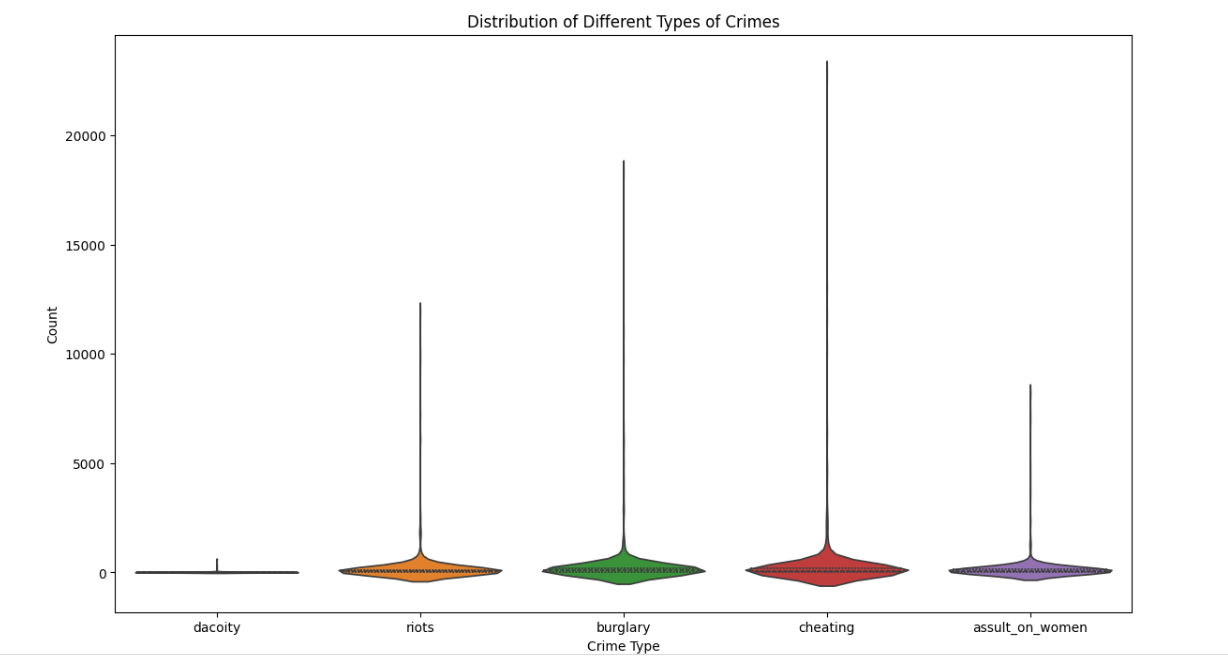 Distribution of Different Types of Crimes
20000
15000
10000
5000
0
Count
dacoity riots burglary cheating assult_on_women
Crime Type